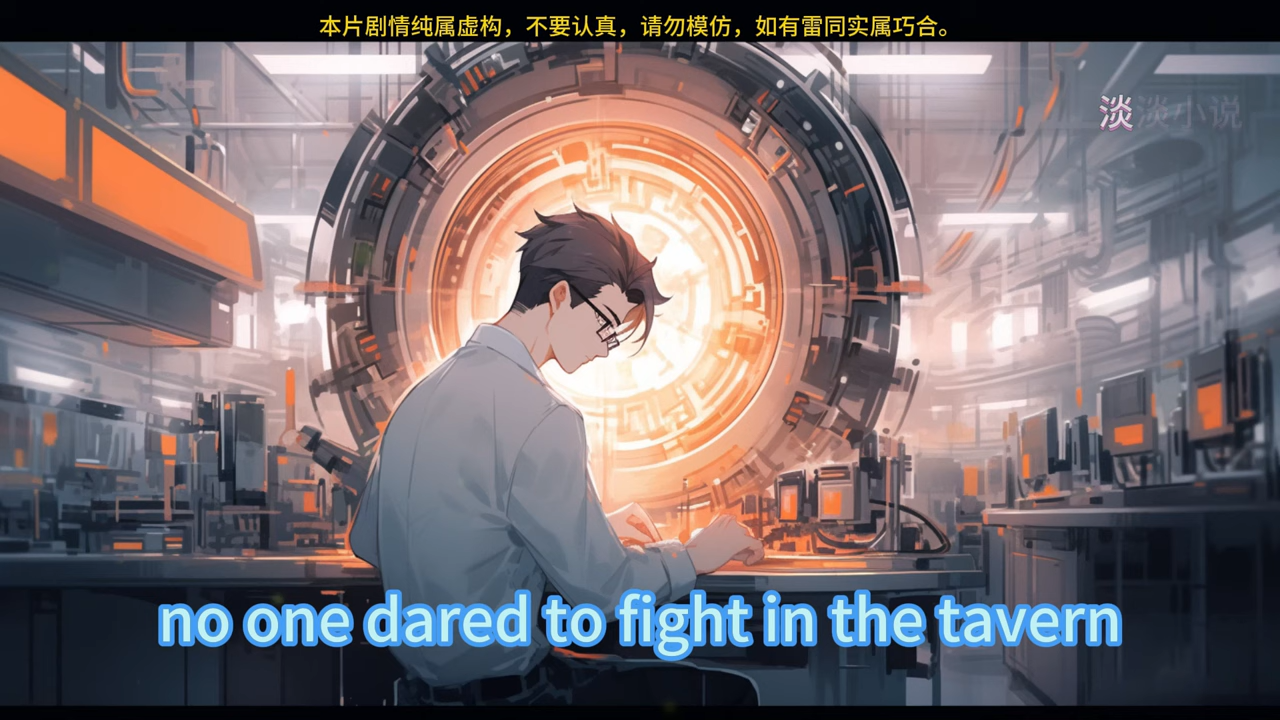 本片剧情纯属虚构，不要认真，请勿模仿，如有雷同实属巧合。
淡淡小说
no one dared to fight in the tavern